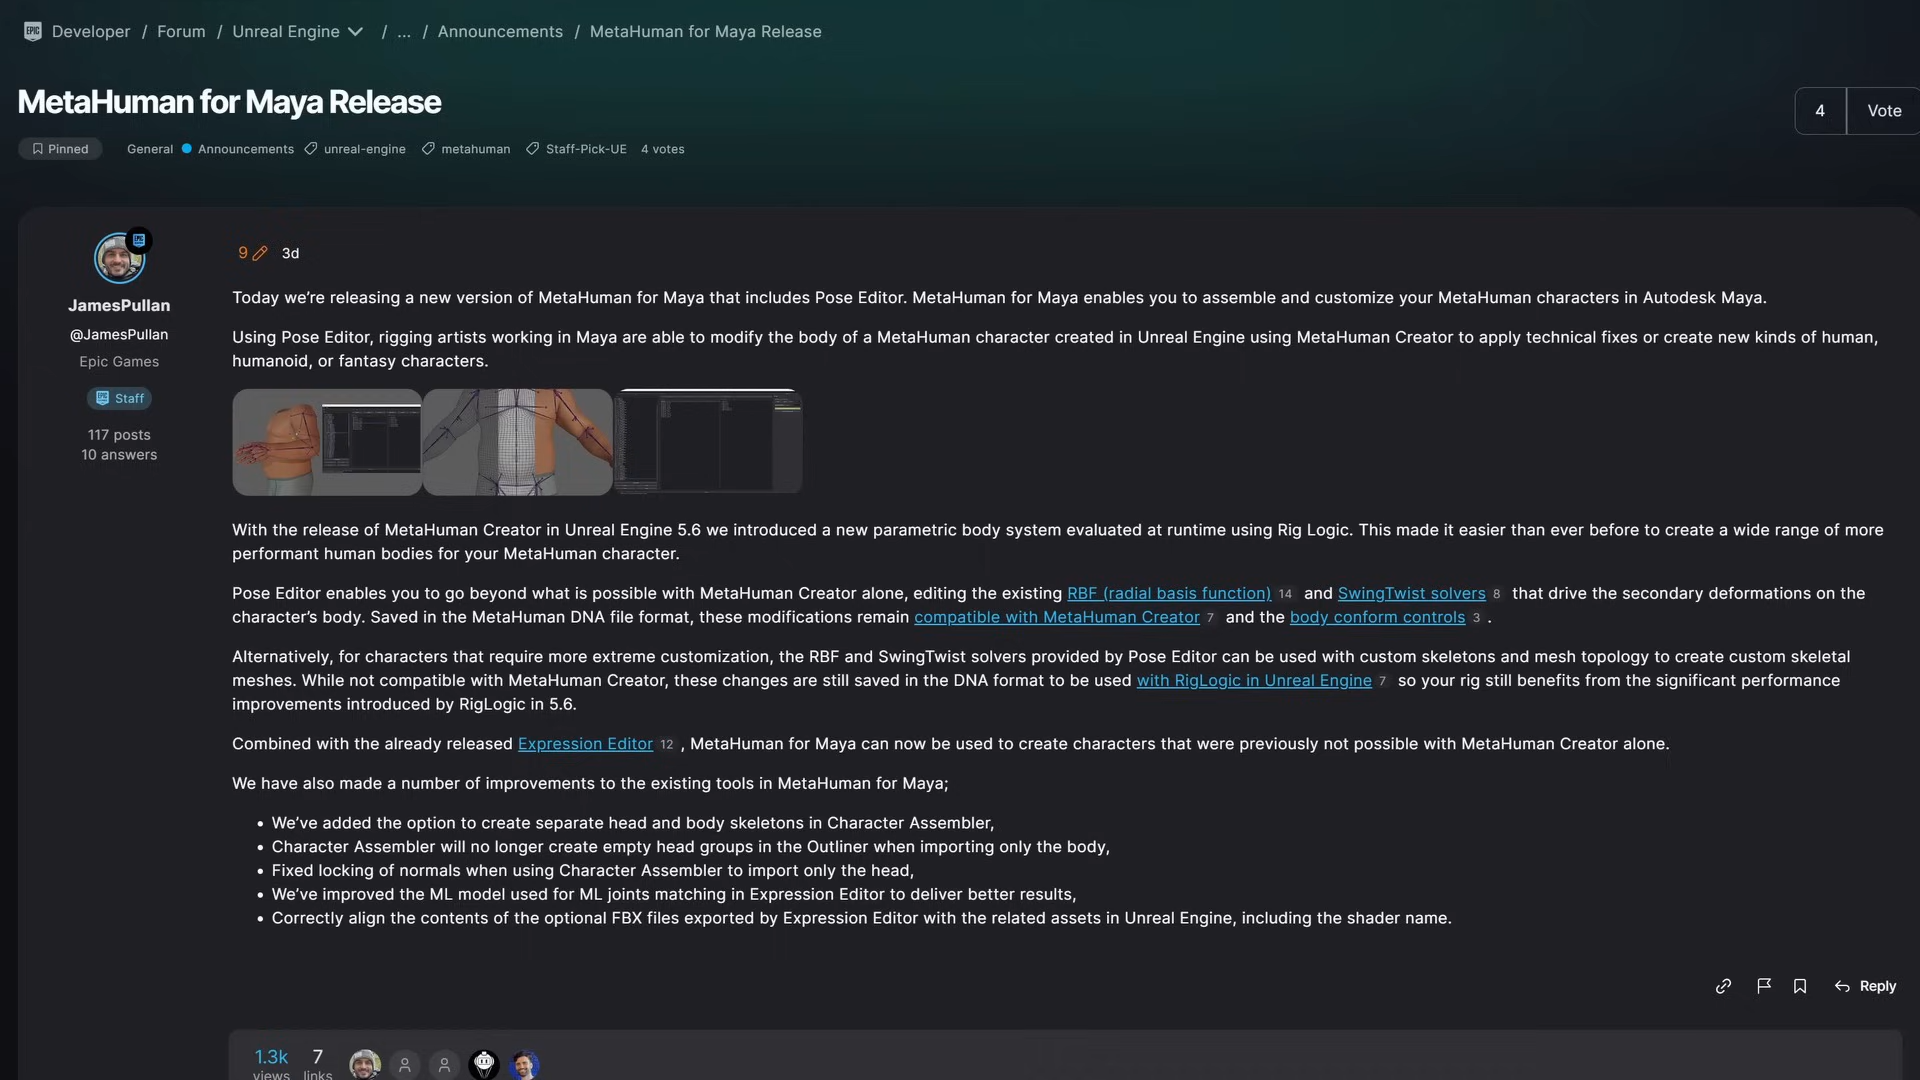 Developer / Forum / Unreal Engine / ... / Announcements / MetaHuman for Maya Release
MetaHuman for Maya Release
4 Vote
Pinned General Announcements unreal-engine metahuman Staff-Pick-UE 4 votes
9 3d
JamesPullan
@JamesPullan
Epic Games
Staff
117 posts
10 answers
Today we’re releasing a new version of MetaHuman for Maya that includes Pose Editor. MetaHuman for Maya enables you to assemble and customize your MetaHuman characters in Autodesk Maya.
Using Pose Editor, rigging artists working in Maya are able to modify the body of a MetaHuman character created in Unreal Engine using MetaHuman Creator to apply technical fixes or create new kinds of human,
humanoid, or fantasy characters.
With the release of MetaHuman Creator in Unreal Engine 5.6 we introduced a new parametric body system evaluated at runtime using Rig Logic. This made it easier than ever before to create a wide range of more
performant human bodies for your MetaHuman character.
Pose Editor enables you to go beyond what is possible with MetaHuman Creator alone, editing the existing RBF (radial basis function) 14 and SwingTwist solvers 8 that drive the secondary deformations on the
character’s body. Saved in the MetaHuman DNA file format, these modifications remain compatible with MetaHuman Creator 7 and the body conform controls 3 .
Alternatively, for characters that require more extreme customization, the RBF and SwingTwist solvers provided by Pose Editor can be used with custom skeletons and mesh topology to create custom skeletal
meshes. While not compatible with MetaHuman Creator, these changes are still saved in the DNA format to be used with RigLogic in Unreal Engine 7 so your rig still benefits from the significant performance
improvements introduced by RigLogic in 5.6.
Combined with the already released Expression Editor 12 , MetaHuman for Maya can now be used to create characters that were previously not possible with MetaHuman Creator alone.
We have also made a number of improvements to the existing tools in MetaHuman for Maya;
• We’ve added the option to create separate head and body skeletons in Character Assembler,
• Character Assembler will no longer create empty head groups in the Outliner when importing only the body,
• Fixed locking of normals when using Character Assembler to import only the head,
• We’ve improved the ML model used for ML joints matching in Expression Editor to deliver better results,
• Correctly align the contents of the optional FBX files exported by Expression Editor with the related assets in Unreal Engine, including the shader name.
Reply
1.3k 7
views links